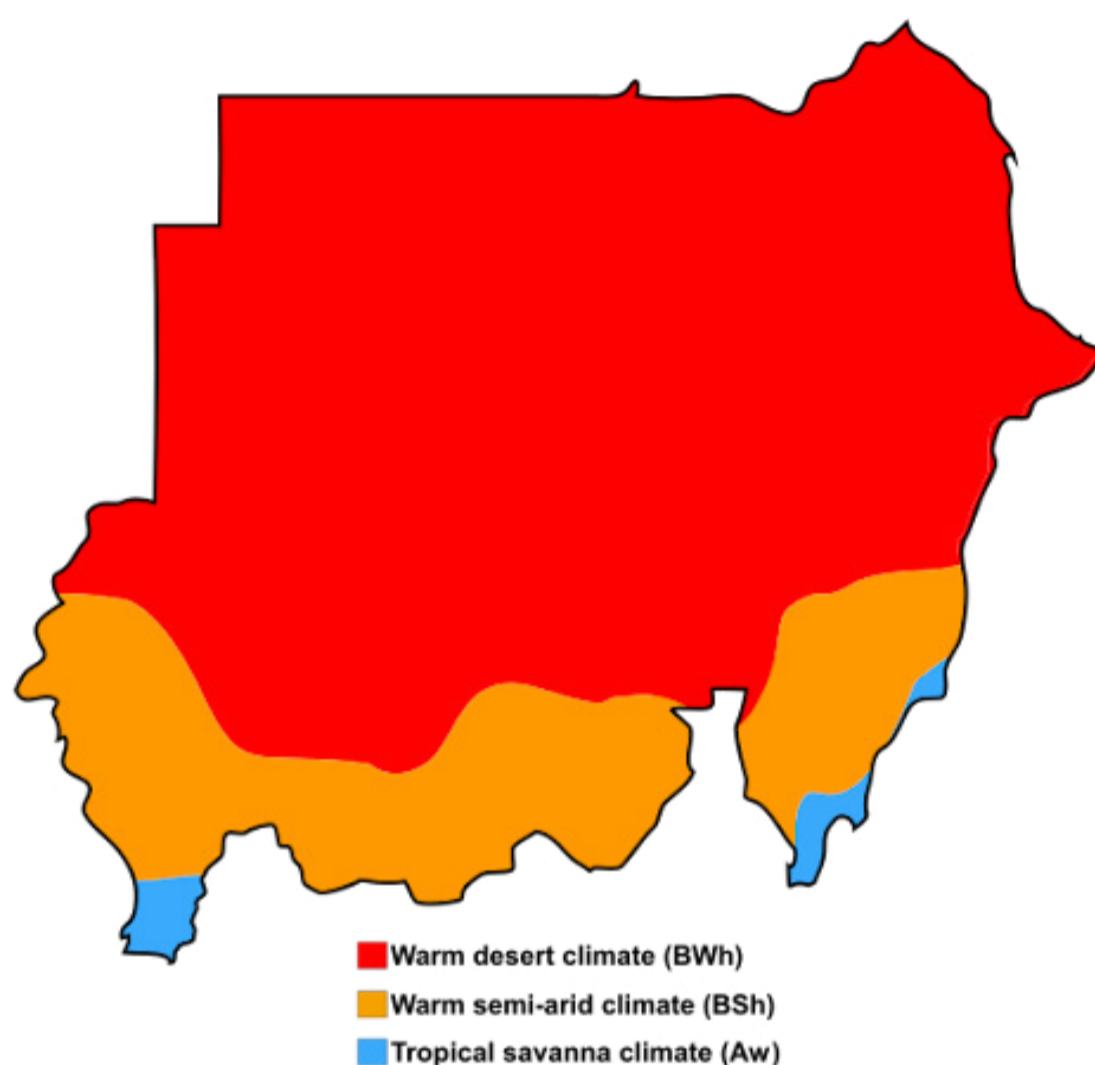 Warm desert climate (BWh)
Warm semi-arid climate (BSh)
Tropical savanna climate (Aw)